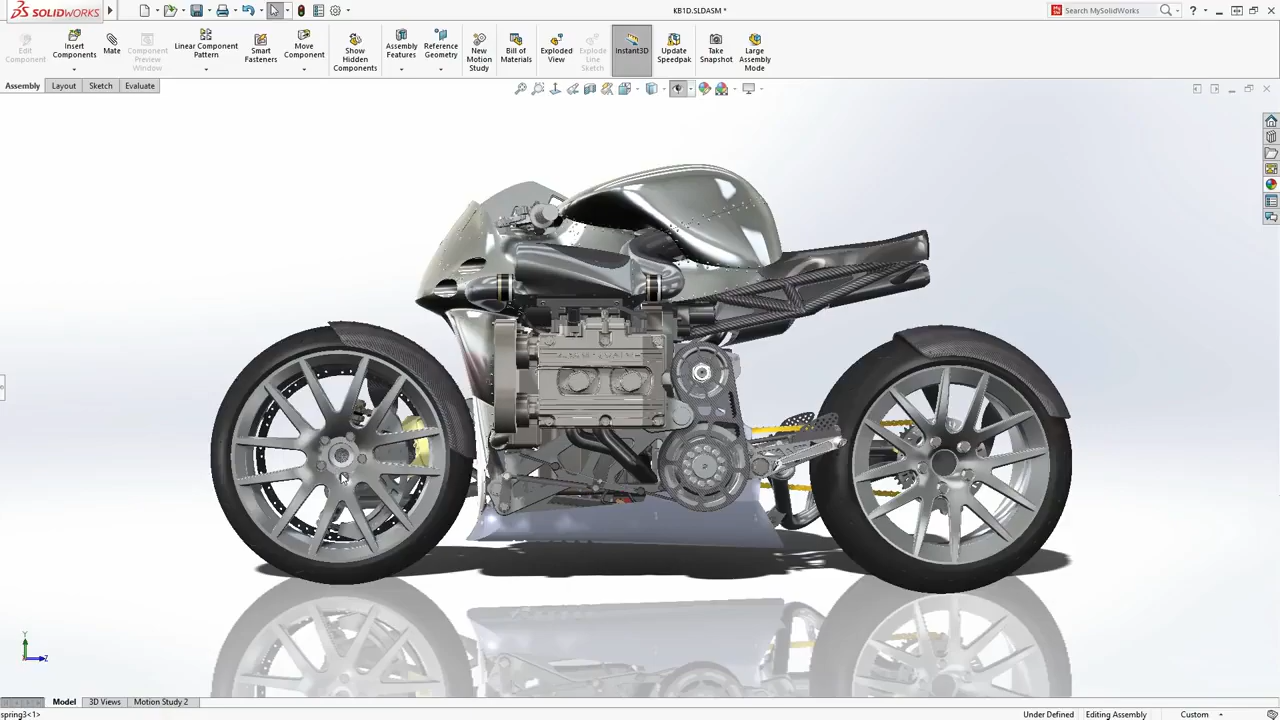 SOLIDWORKS
KB1D.SLDASM *
Search MySolidWorks
Edit Component
Insert Components
Mate
Component Preview Window
Linear Component Pattern
Smart Fasteners
Move Component
Show Hidden Components
Assembly Features
Reference Geometry
New Motion Study
Bill of Materials
Exploded View
Explode Line Sketch
Instant3D
Update Speedpak
Take Snapshot
Large Assembly Mode
Assembly
Layout
Sketch
Evaluate
Y
Z
Model
3D Views
Motion Study 2
spring3<1>
Under Defined
Editing Assembly
Custom